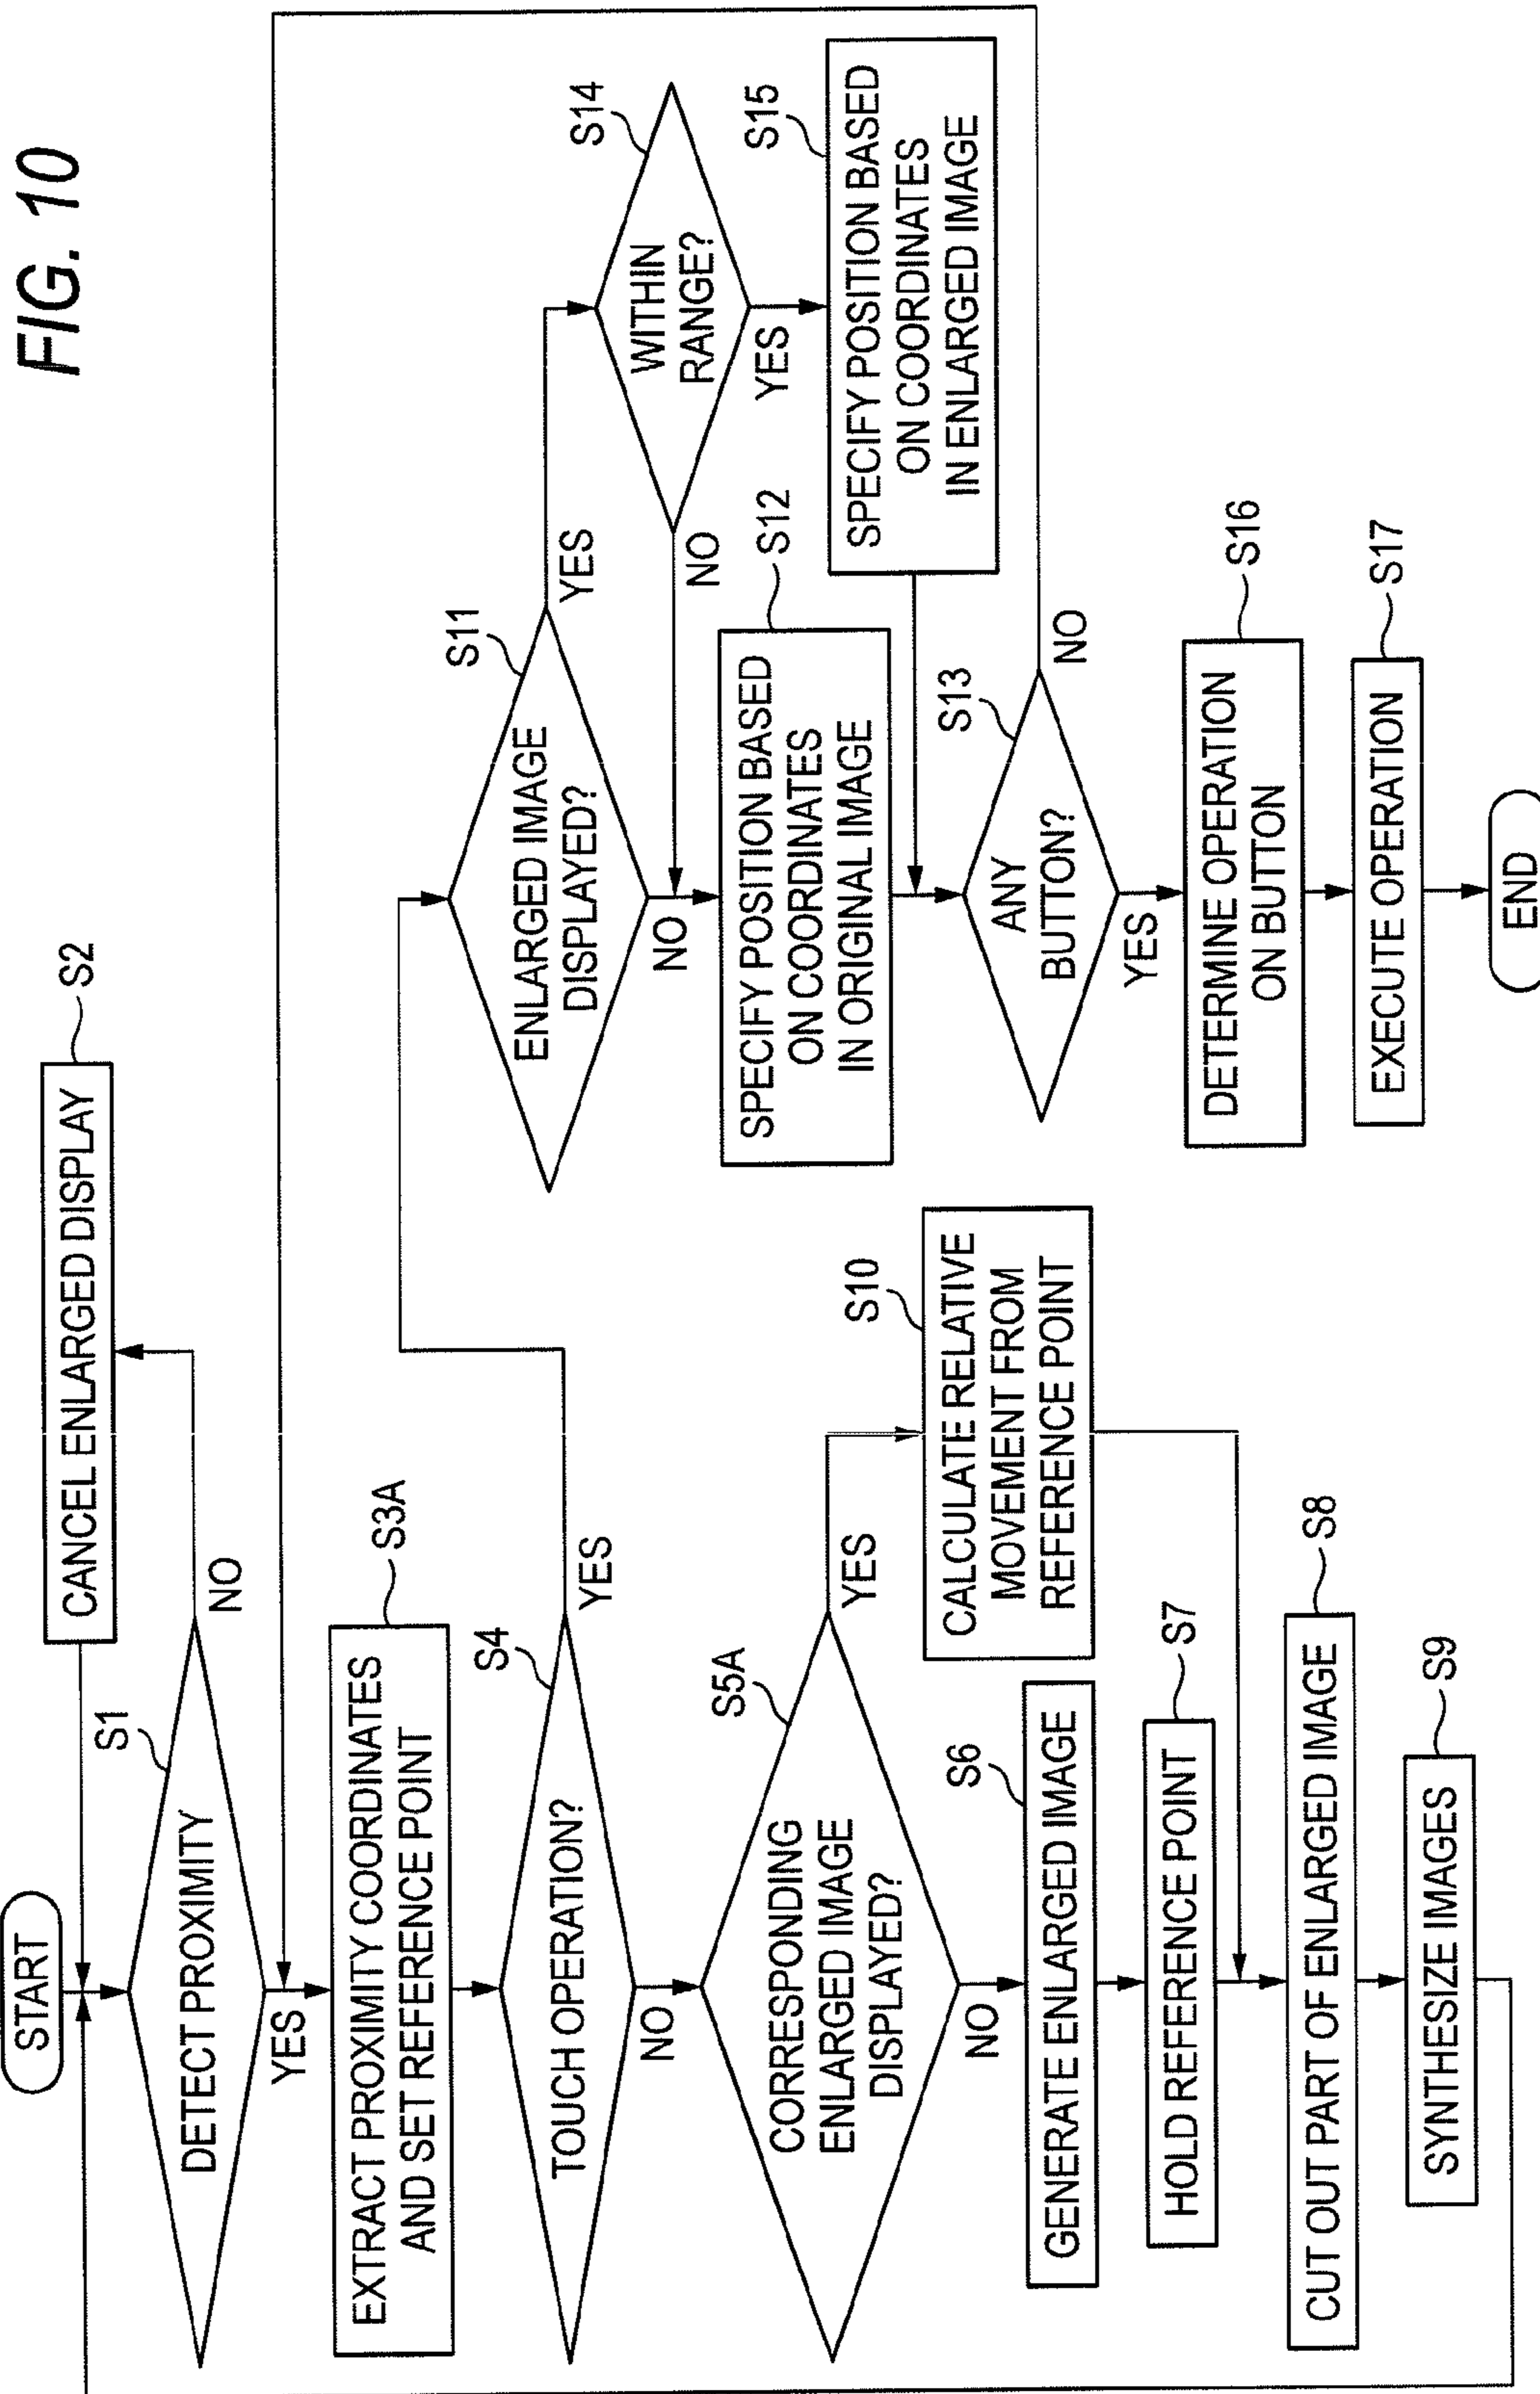 FIG. 10
START
S1
DETECT PROXIMITY
NO
YES
S2
CANCEL ENLARGED DISPLAY
S3A
EXTRACT PROXIMITY COORDINATES
AND SET REFERENCE POINT
S4
TOUCH OPERATION?
YES
NO
S5A
CORRESPONDING
ENLARGED IMAGE
DISPLAYED?
YES
NO
S6
GENERATE ENLARGED IMAGE
S7
HOLD REFERENCE POINT
S10
CALCULATE RELATIVE
MOVEMENT FROM
REFERENCE POINT
S8
CUT OUT PART OF ENLARGED IMAGE
S9
SYNTHESIZE IMAGES
S11
ENLARGED IMAGE
DISPLAYED?
YES
NO
S14
WITHIN
RANGE?
NO
YES
S12
SPECIFY POSITION BASED
ON COORDINATES
IN ORIGINAL IMAGE
S15
SPECIFY POSITION BASED
ON COORDINATES
IN ENLARGED IMAGE
S13
ANY
BUTTON?
NO
YES
S16
DETERMINE OPERATION
ON BUTTON
S17
EXECUTE OPERATION
END